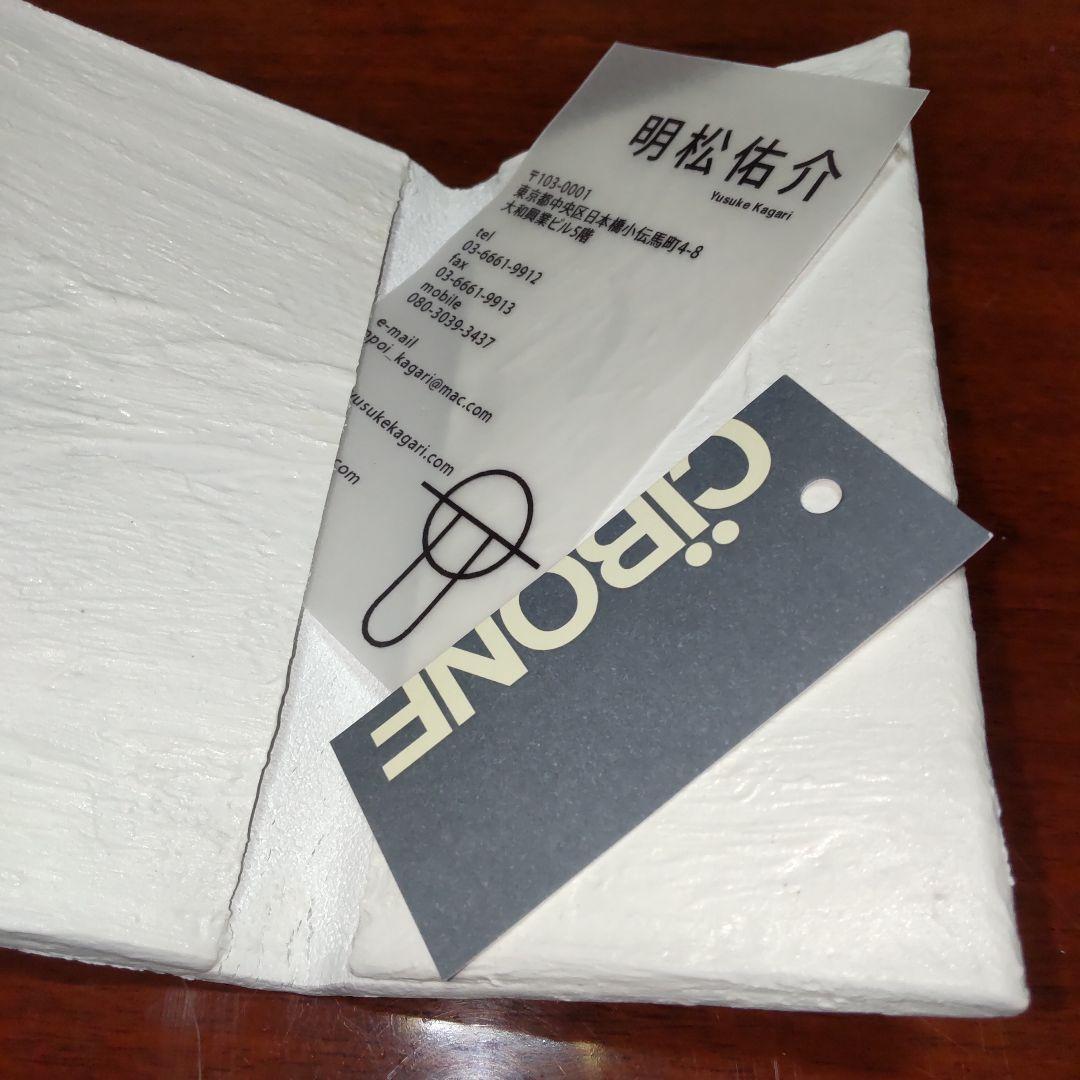 明松佑介
Yusuke Kagari
〒103-0001
東京都中央区日本橋小伝馬町4-8
大和興業ビル5階
tel
03-6661-9912
fax
03-6661-9913
mobile
080-3039-3437
e-mail
ppoi_kagari@mac.com
yusukekagari.com
.com
CIBONE